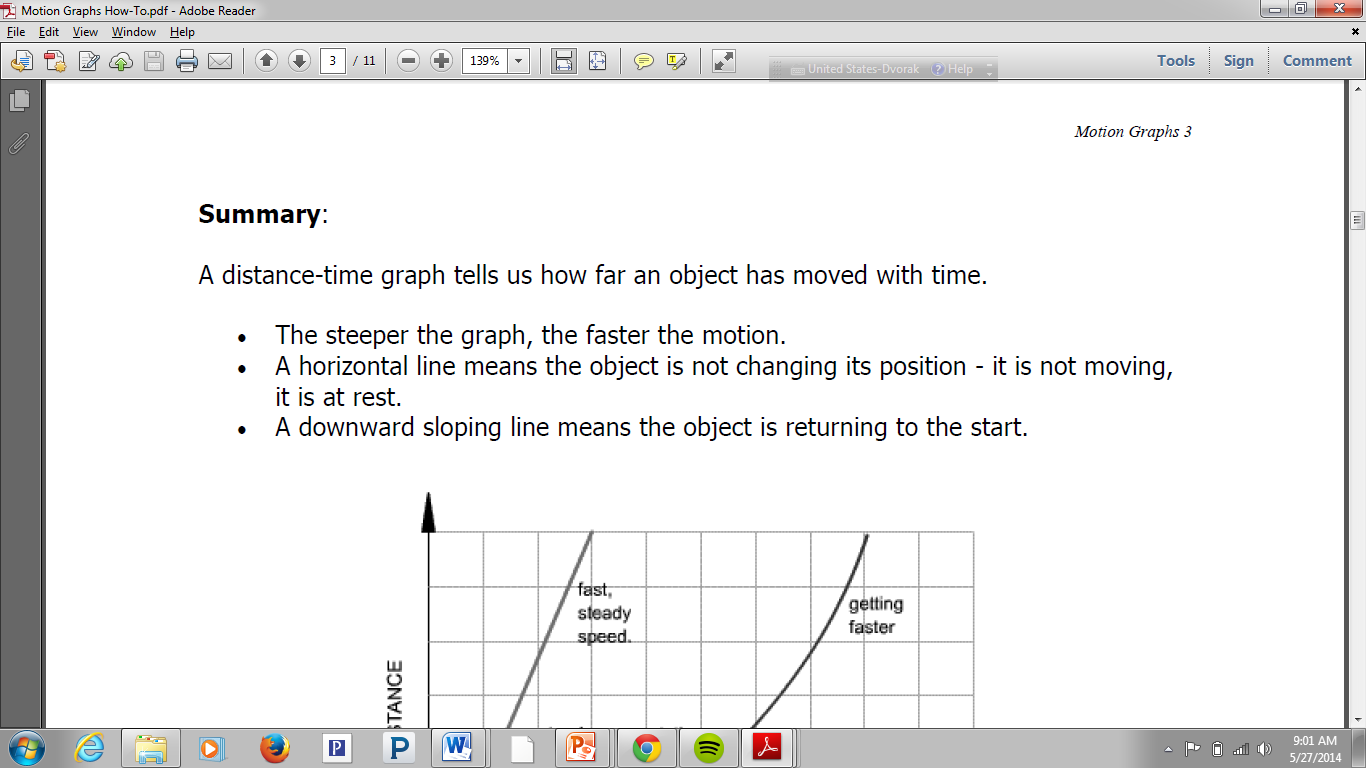 Motion Graphs How-To.pdf - Adobe Reader
File Edit View Window Help
3 / 11 139% Tools Sign Comment
United States-Dvorak Help
Motion Graphs 3
Summary:
A distance-time graph tells us how far an object has moved with time.
• The steeper the graph, the faster the motion.
• A horizontal line means the object is not changing its position - it is not moving,
it is at rest.
• A downward sloping line means the object is returning to the start.
fast,
steady
speed.
getting
faster
STANCE
9:01 AM
5/27/2014